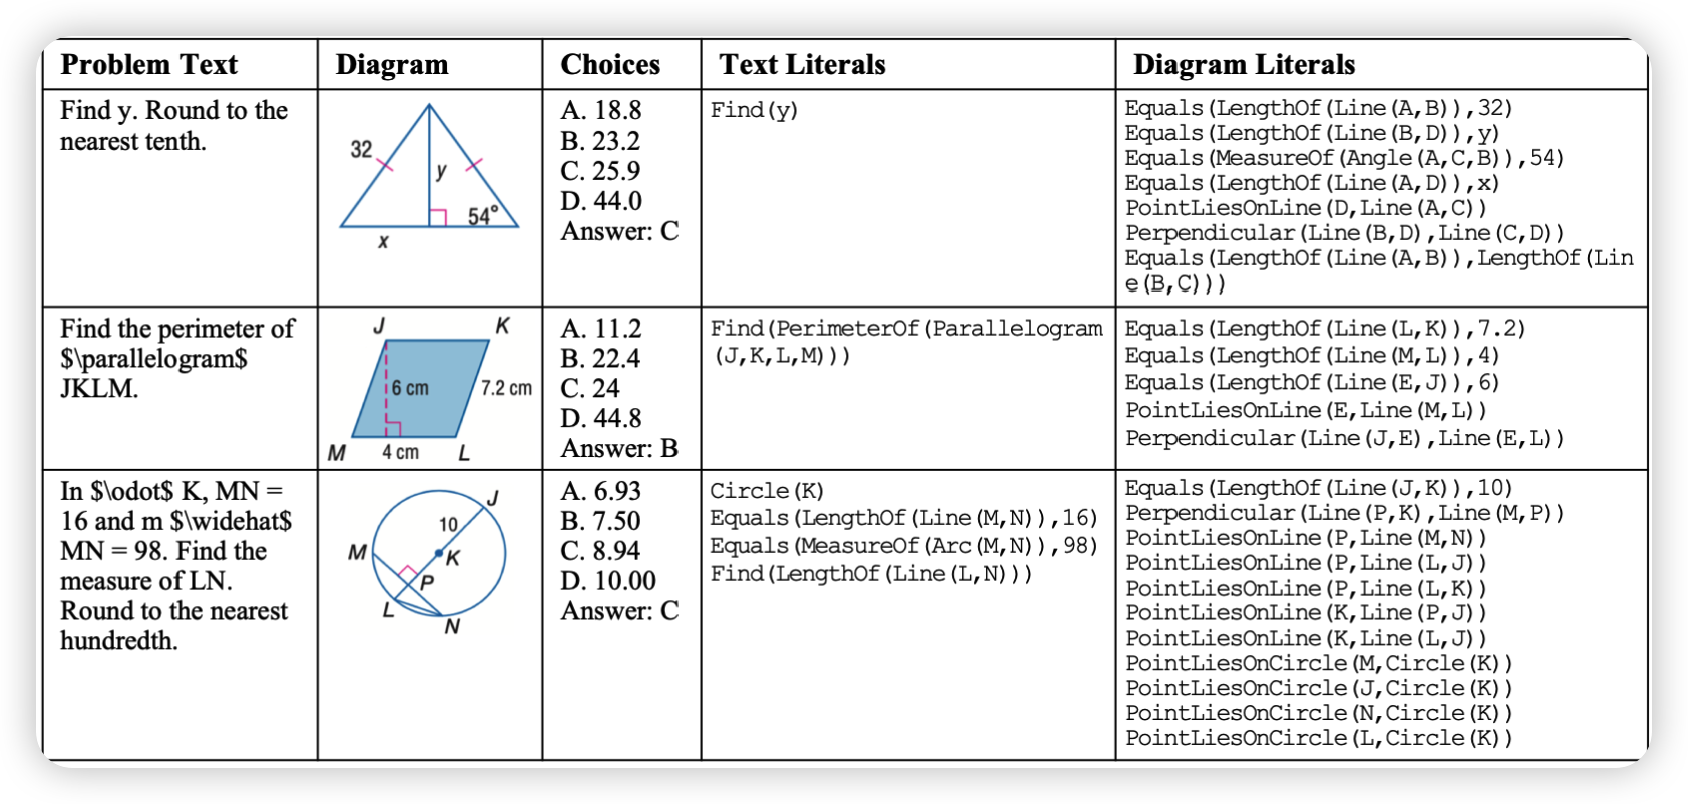 Problem Text
Diagram
Choices
Text Literals
Diagram Literals
Find y. Round to the
nearest tenth.
32
y
54°
x
A. 18.8
B. 23.2
C. 25.9
D. 44.0
Answer: C
Find(y)
Equals(LengthOf(Line(A,B)),32)
Equals(LengthOf(Line(B,D)),y)
Equals(MeasureOf(Angle(A,C,B)),54)
Equals(LengthOf(Line(A,D)),x)
PointLiesOnLine(D,Line(A,C))
Perpendicular(Line(B,D),Line(C,D))
Equals(LengthOf(Line(A,B)),LengthOf(Lin
e(B,C)))
Find the perimeter of
$\parallelogram$
JKLM.
J
K
6 cm
7.2 cm
M
4 cm
L
A. 11.2
B. 22.4
C. 24
D. 44.8
Answer: B
Find(PerimeterOf(Parallelogram
(J,K,L,M)))
Equals(LengthOf(Line(L,K)),7.2)
Equals(LengthOf(Line(M,L)),4)
Equals(LengthOf(Line(E,J)),6)
PointLiesOnLine(E,Line(M,L))
Perpendicular(Line(J,E),Line(E,L))
In $\odot$ K, MN =
16 and m $\widehat$
MN = 98. Find the
measure of LN.
Round to the nearest
hundredth.
J
10
M
K
P
L
N
A. 6.93
B. 7.50
C. 8.94
D. 10.00
Answer: C
Circle(K)
Equals(LengthOf(Line(M,N)),16)
Equals(MeasureOf(Arc(M,N)),98)
Find(LengthOf(Line(L,N)))
Equals(LengthOf(Line(J,K)),10)
Perpendicular(Line(P,K),Line(M,P))
PointLiesOnLine(P,Line(M,N))
PointLiesOnLine(P,Line(L,J))
PointLiesOnLine(P,Line(L,K))
PointLiesOnLine(K,Line(P,J))
PointLiesOnLine(K,Line(L,J))
PointLiesOnCircle(M,Circle(K))
PointLiesOnCircle(J,Circle(K))
PointLiesOnCircle(N,Circle(K))
PointLiesOnCircle(L,Circle(K))